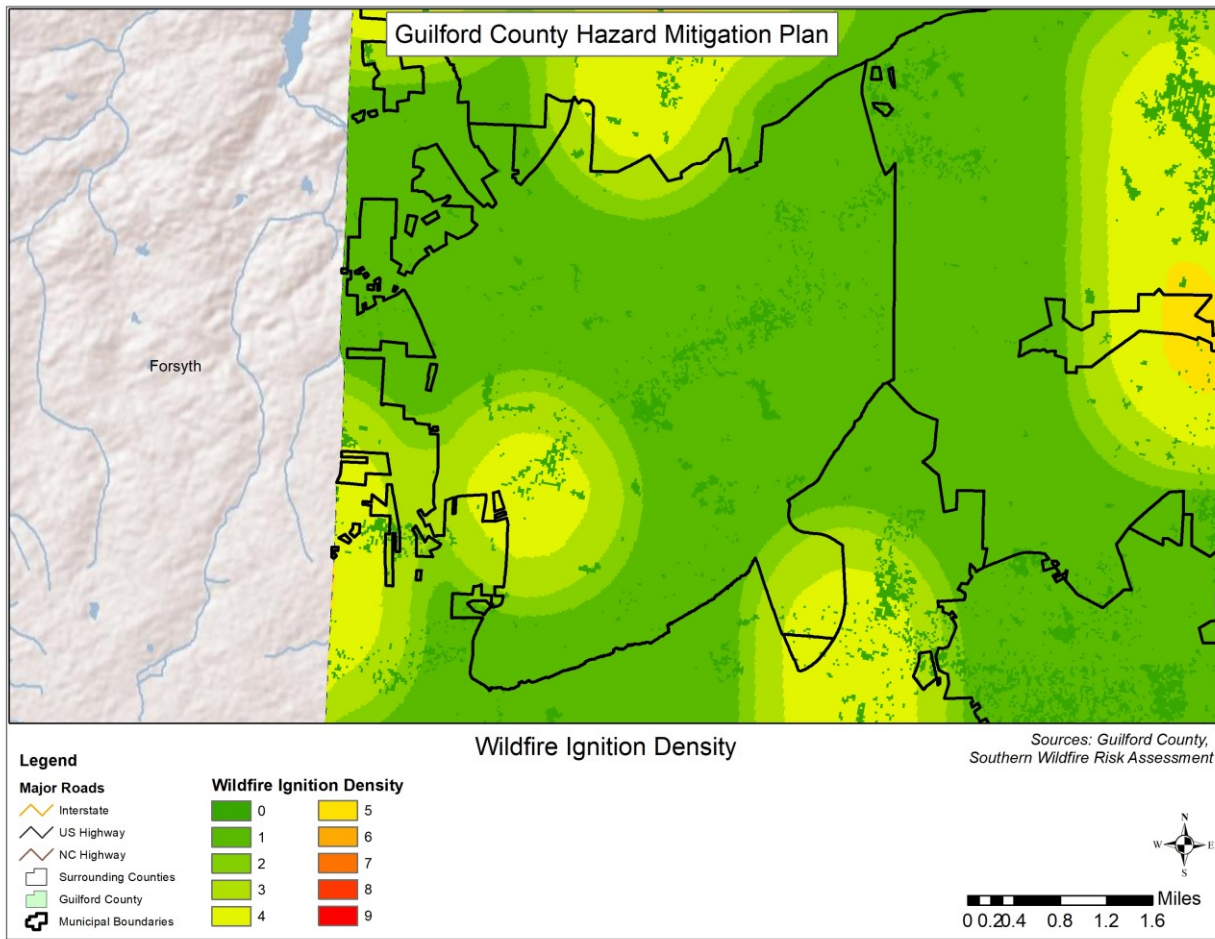 Guilford County Hazard Mitigation Plan
Forsyth
Wildfire Ignition Density
Sources: Guilford County,
Southern Wildfire Risk Assessment
Legend
Major Roads
Interstate
US Highway
NC Highway
Surrounding Counties
Guilford County
Municipal Boundaries
Wildfire Ignition Density
0
1
2
3
4
5
6
7
8
9
N
W E
S
Miles
0 0.2 0.4 0.8 1.2 1.6